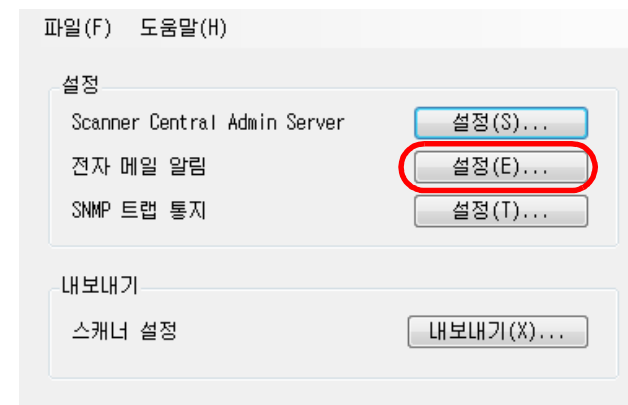 파일(F) 도움말(H)
설정
Scanner Central Admin Server 설정(S)...
전자 메일 알림 설정(E)...
SNMP 트랩 통지 설정(T)...
내보내기
스캐너 설정 내보내기(X)...